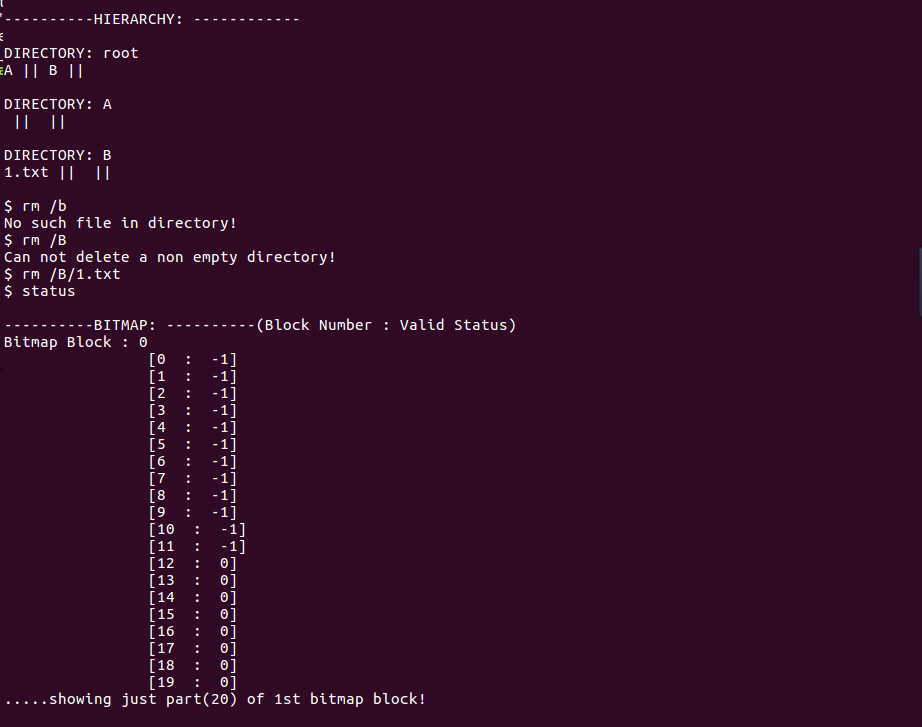 ----------HIERARCHY: ------------
DIRECTORY: root
A || B ||
DIRECTORY: A
||  ||
DIRECTORY: B
1.txt ||  ||
$ rm /b
No such file in directory!
$ rm /B
Can not delete a non empty directory!
$ rm /B/1.txt
$ status
----------BITMAP: ----------(Block Number : Valid Status)
Bitmap Block : 0
[0  :  -1]
[1  :  -1]
[2  :  -1]
[3  :  -1]
[4  :  -1]
[5  :  -1]
[6  :  -1]
[7  :  -1]
[8  :  -1]
[9  :  -1]
[10  :  -1]
[11  :  -1]
[12  :  0]
[13  :  0]
[14  :  0]
[15  :  0]
[16  :  0]
[17  :  0]
[18  :  0]
[19  :  0]
.....showing just part(20) of 1st bitmap block!